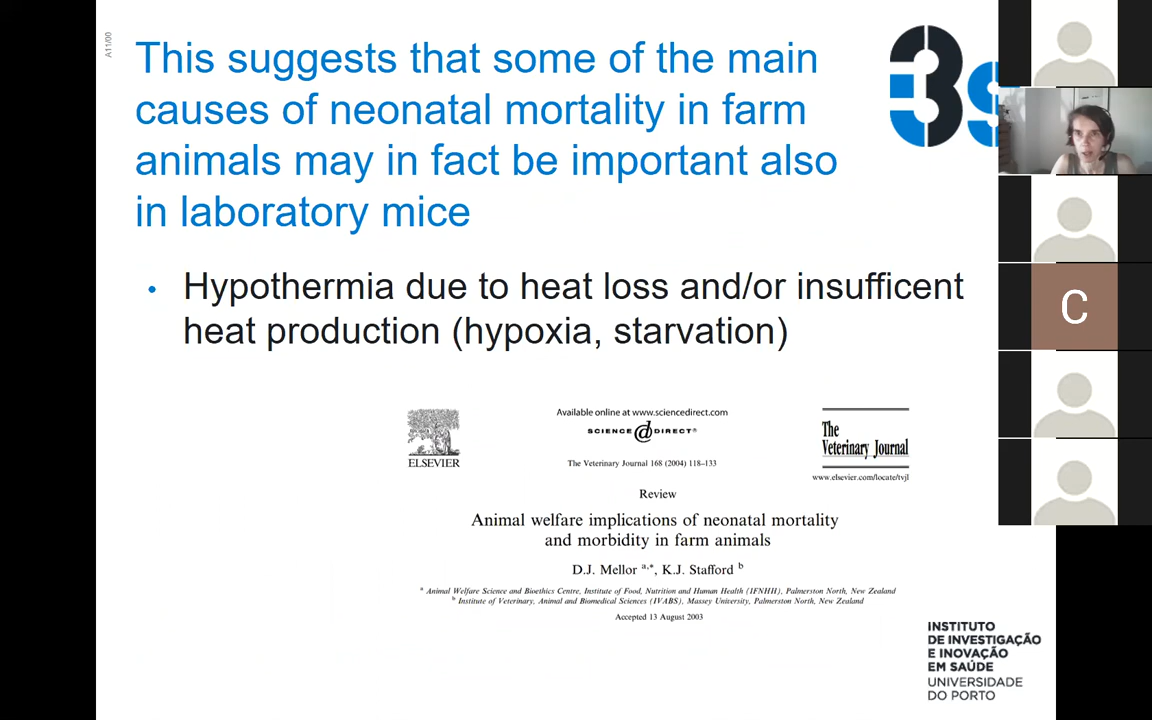 A11/00
This suggests that some of the main
causes of neonatal mortality in farm
animals may in fact be important also
in laboratory mice
3s
• Hypothermia due to heat loss and/or insufficent
heat production (hypoxia, starvation)
C
Available online at www.sciencedirect.com
SCIENCE @ DIRECT®
ELSEVIER
The
Veterinary Journal
The Veterinary Journal 168 (2004) 118–133
www.elsevier.com/locate/tvjl
Review
Animal welfare implications of neonatal mortality
and morbidity in farm animals
D.J. Mellor a,*, K.J. Stafford b
a Animal Welfare Science and Bioethics Centre, Institute of Food, Nutrition and Human Health (IFNHH), Palmerston North, New Zealand
b Institute of Veterinary, Animal and Biomedical Sciences (IVABS), Massey University, Palmerston North, New Zealand
Accepted 13 August 2003
INSTITUTO
DE INVESTIGAÇÃO
E INOVAÇÃO
EM SAÚDE
UNIVERSIDADE
DO PORTO